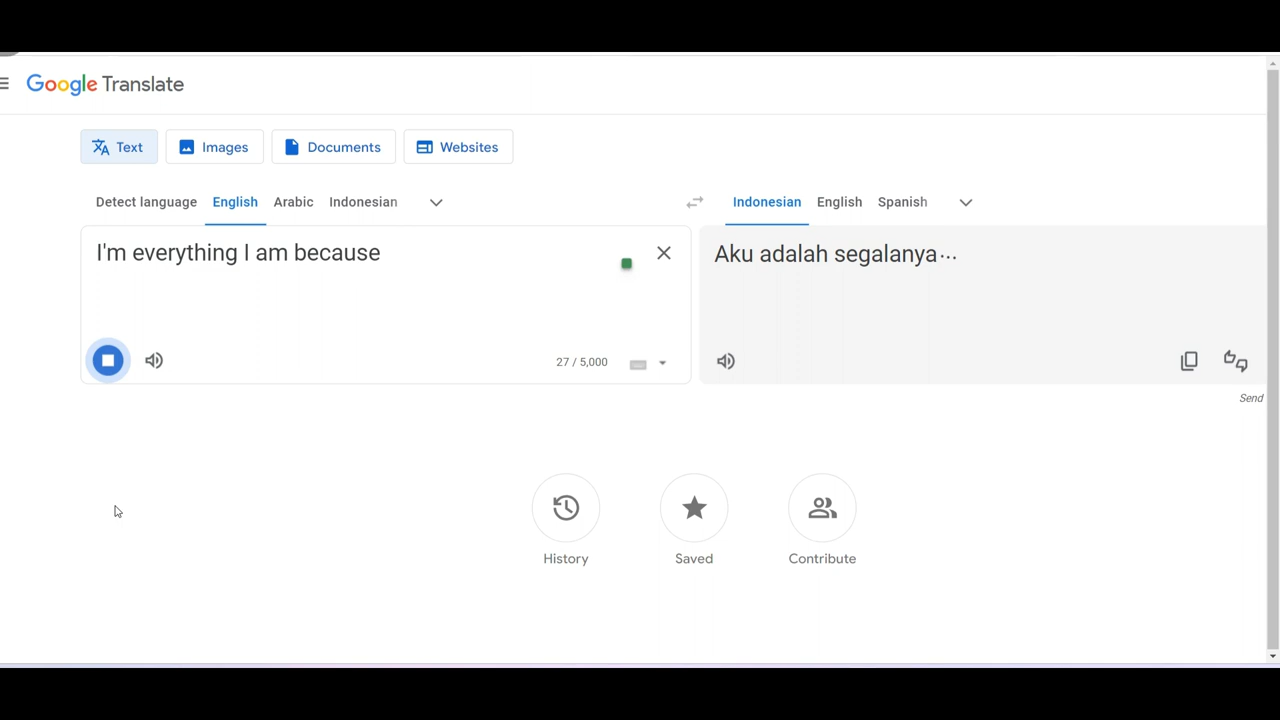 Google Translate
Text
Images
Documents
Websites
Detect language
English
Arabic
Indonesian
Indonesian
English
Spanish
I'm everything I am because
Aku adalah segalanya...
27 / 5,000
Send
History
Saved
Contribute